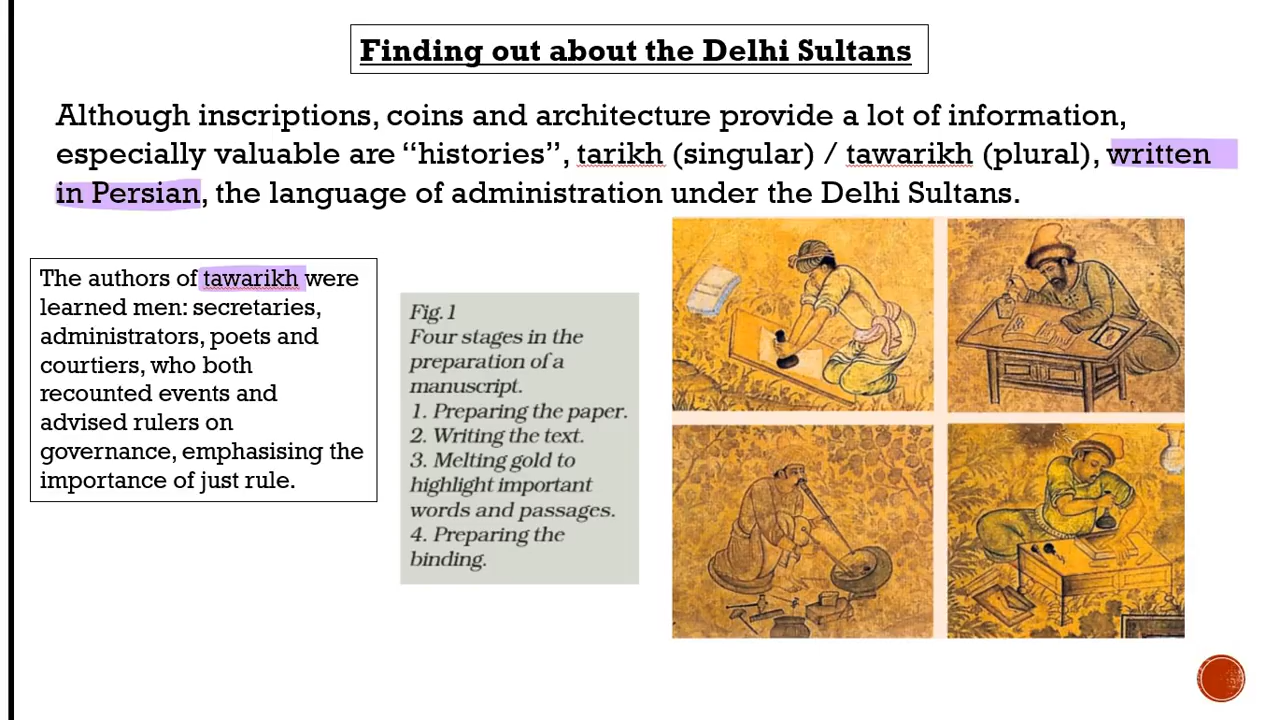 Finding out about the Delhi Sultans
Although inscriptions, coins and architecture provide a lot of information,
especially valuable are “histories”, tarikh (singular) / tawarikh (plural), written
in Persian, the language of administration under the Delhi Sultans.
The authors of tawarikh were
learned men: secretaries,
administrators, poets and
courtiers, who both
recounted events and
advised rulers on
governance, emphasising the
importance of just rule.
Fig.1
Four stages in the
preparation of a
manuscript.
1. Preparing the paper.
2. Writing the text.
3. Melting gold to
highlight important
words and passages.
4. Preparing the
binding.